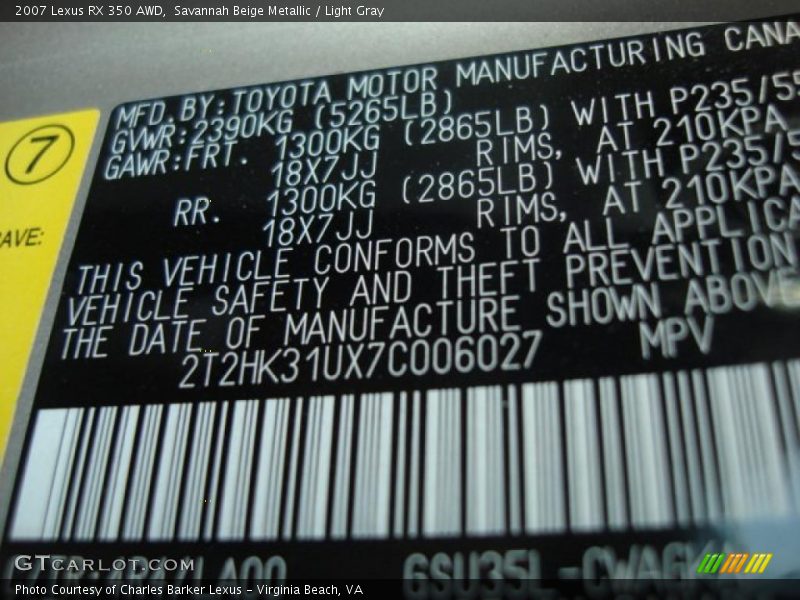 2007 Lexus RX 350 AWD, Savannah Beige Metallic / Light Gray
7
AVE:
MFD.BY:TOYOTA MOTOR MANUFACTURING CANA
GVWR:2390KG (5265LB)
GAWR:FRT. 1300KG (2865LB) WITH P235/55
18X7JJ RIMS, AT 210KPA
RR. 1300KG (2865LB) WITH P235/5
18X7JJ RIMS, AT 210KPA
THIS VEHICLE CONFORMS TO ALL APPLICA
VEHICLE SAFETY AND THEFT PREVENTION
THE DATE OF MANUFACTURE SHOWN ABOVE
2T2HK31UX7C006027 MPV
GTCARLOT.COM
Photo Courtesy of Charles Barker Lexus - Virginia Beach, VA